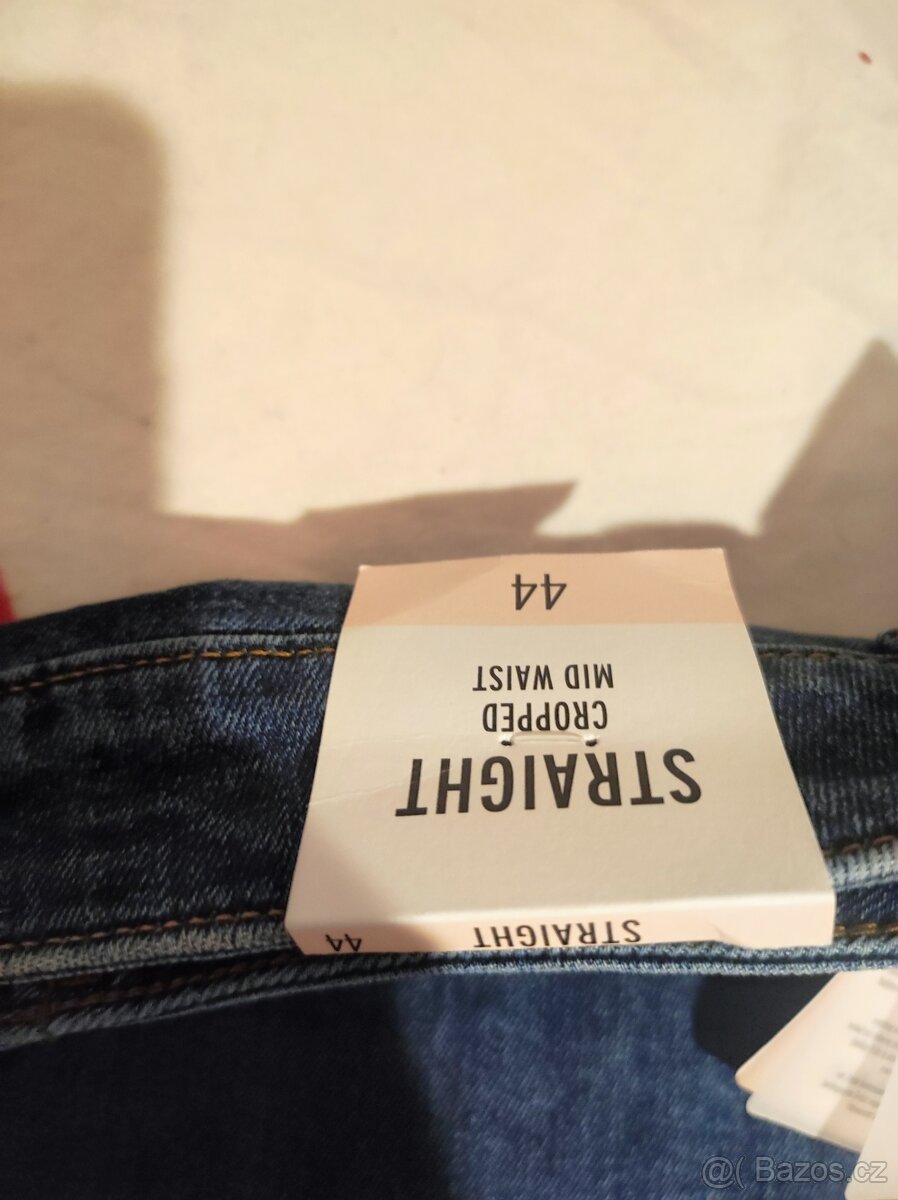 STRAIGHT
STRAIGHT
CROPPED
MID WAIST
44
44
@( Bazos.cz